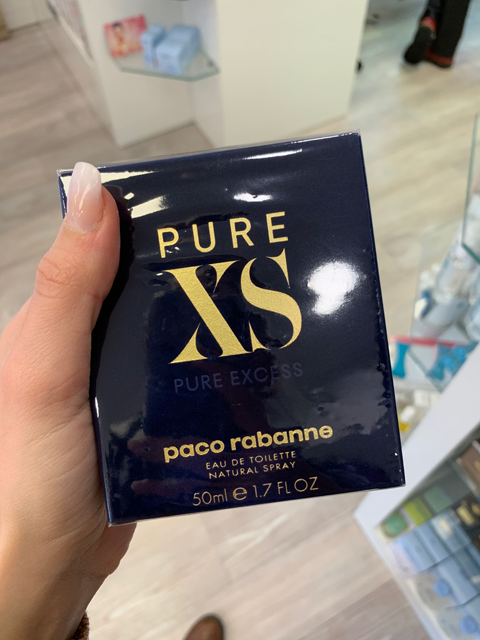 PURE
XS
PURE EXCESS
paco rabanne
EAU DE TOILETTE
NATURAL SPRAY
50ml e 1.7 FL OZ